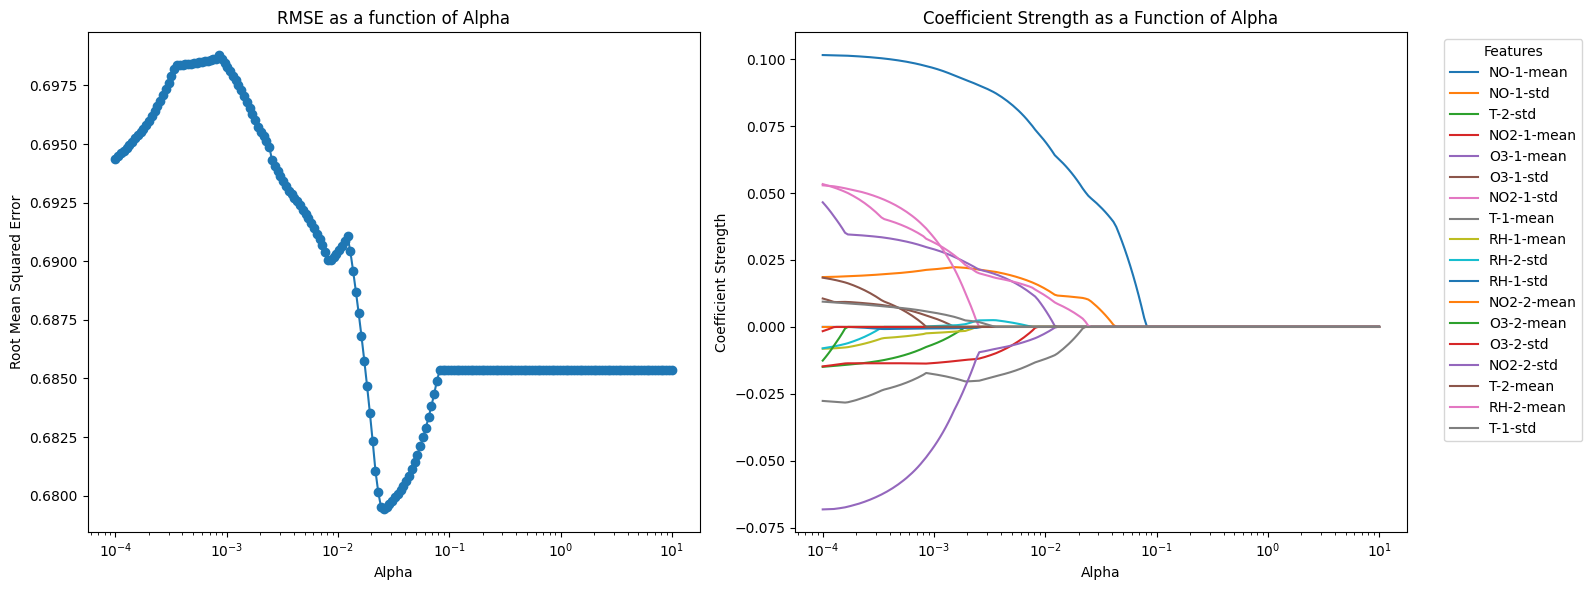 RMSE as a function of Alpha
Root Mean Squared Error
0.6975
0.6950
0.6925
0.6900
0.6875
0.6850
0.6825
0.6800
10⁻⁴
10⁻³
10⁻²
10⁻¹
10⁰
10¹
Alpha
Coefficient Strength as a Function of Alpha
Coefficient Strength
0.100
0.075
0.050
0.025
0.000
−0.025
−0.050
−0.075
10⁻⁴
10⁻³
10⁻²
10⁻¹
10⁰
10¹
Alpha
Features
NO-1-mean
NO-1-std
T-2-std
NO2-1-mean
O3-1-mean
O3-1-std
NO2-1-std
T-1-mean
RH-1-mean
RH-2-std
RH-1-std
NO2-2-mean
O3-2-mean
O3-2-std
NO2-2-std
T-2-mean
RH-2-mean
T-1-std